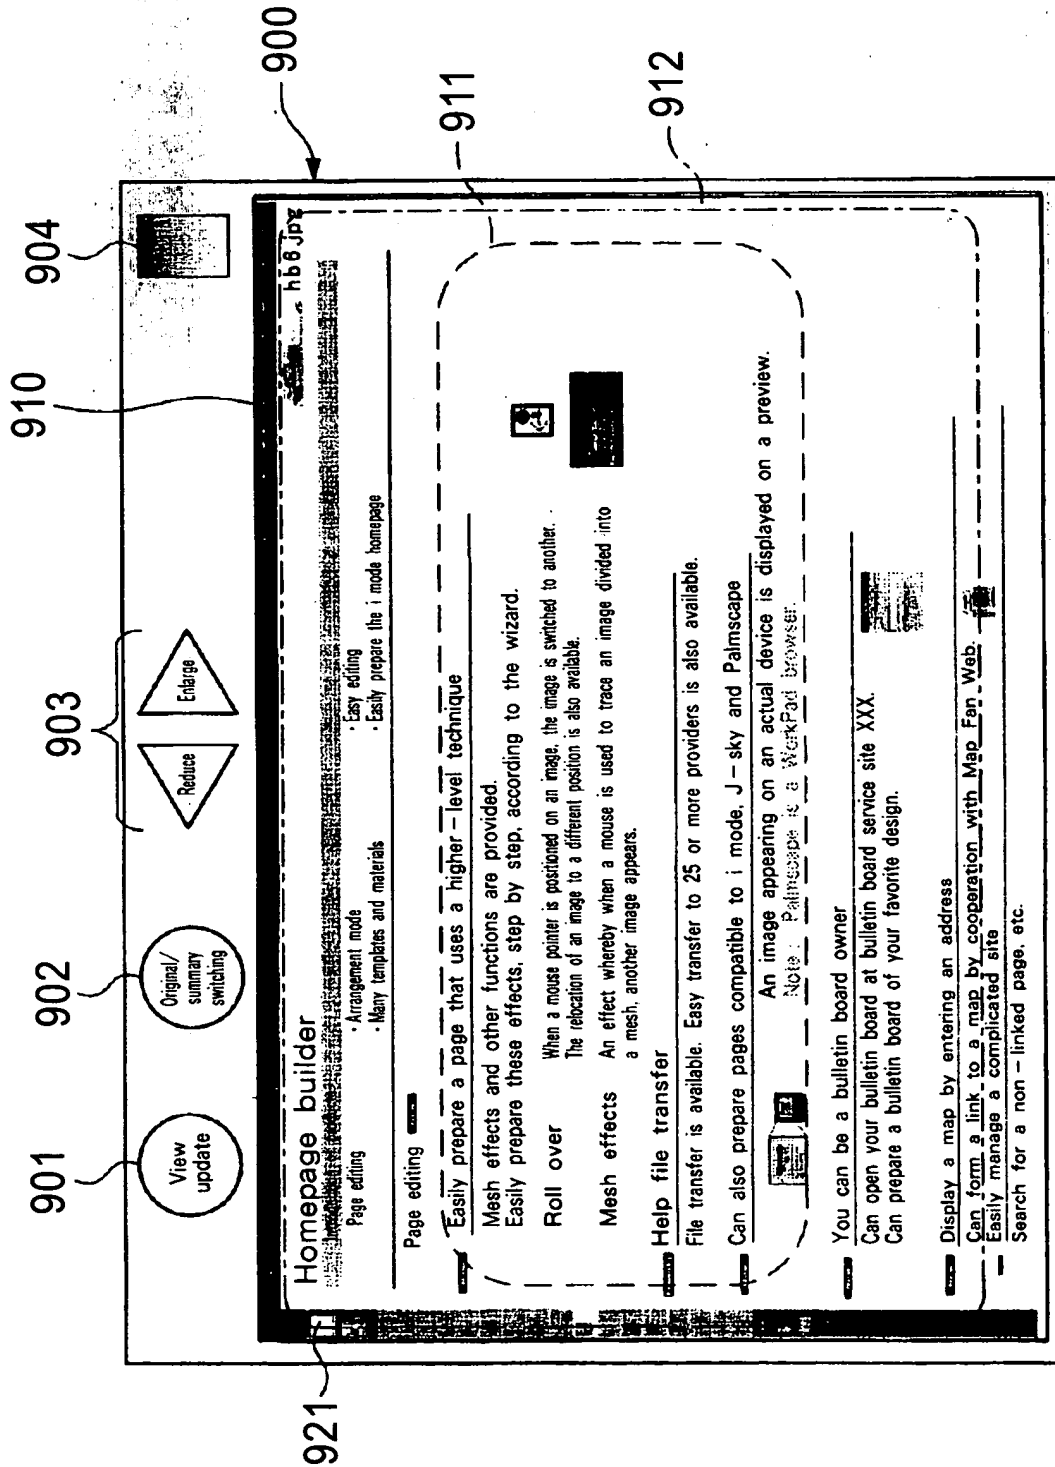 901
902
903
904
910
900
911
912
921
View
update
Original/
summary
switching
Reduce
Enlarge
Homepage builder
hb6.jpg
Page editing
· Arrangement mode
· Easy editing
· Many templates and materials
· Easily prepare the i mode homepage
Page editing
Easily prepare a page that uses a higher – level technique
Mesh effects and other functions are provided.
Easily prepare these effects, step by step, according to the wizard.
Roll over
When a mouse pointer is positioned on an image, the image is switched to another.
The relocation of an image to a different position is also available.
Mesh effects
An effect whereby when a mouse is used to trace an image divided into
a mesh, another image appears.
Help file transfer
File transfer is available. Easy transfer to 25 or more providers is also available.
Can also prepare pages compatible to i mode, J – sky and Palmscape
An image appearing on an actual device is displayed on a preview.
Note : Palmscape is a WorkPad browser.
You can be a bulletin board owner
Can open your bulletin board at bulletin board service site XXX.
Can prepare a bulletin board of your favorite design.
Display a map by entering an address
Can form a link to a map by cooperation with Map Fan Web.
Easily manage a complicated site
Search for a non – linked page, etc.